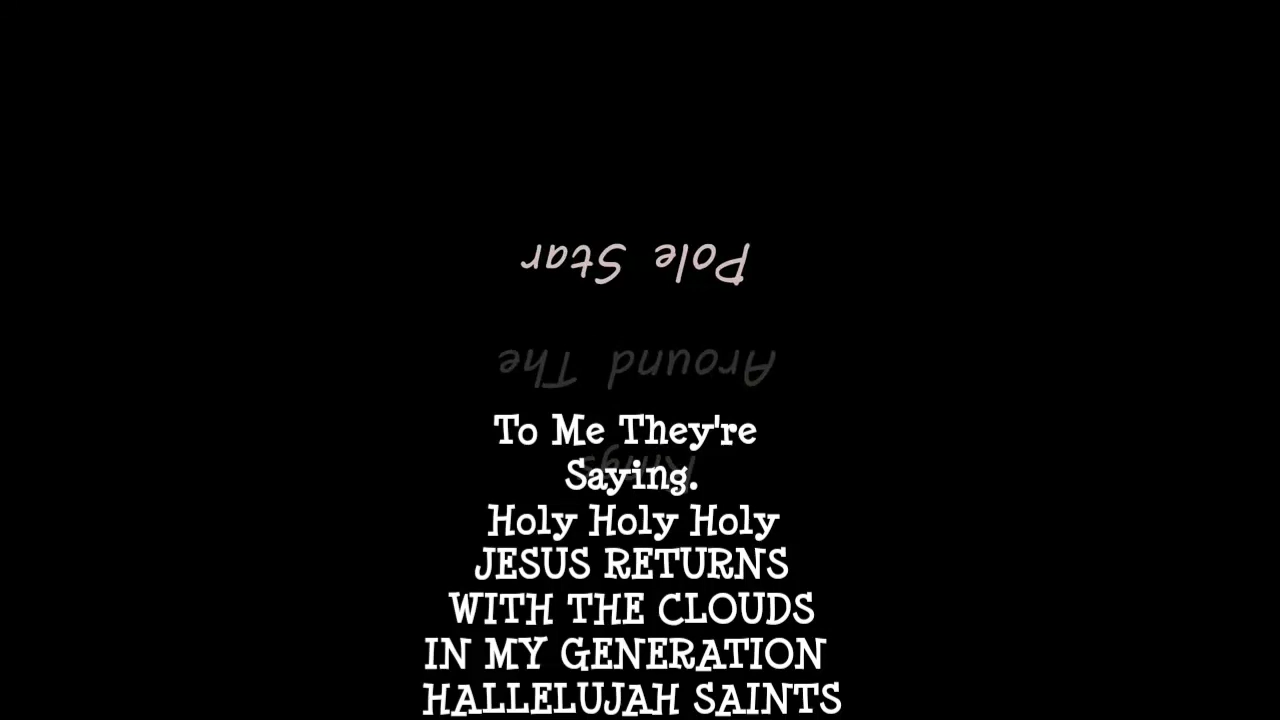 Pole Star
Around The
Rings
To Me They're
Saying.
Holy Holy Holy
JESUS RETURNS
WITH THE CLOUDS
IN MY GENERATION
HALLELUJAH SAINTS